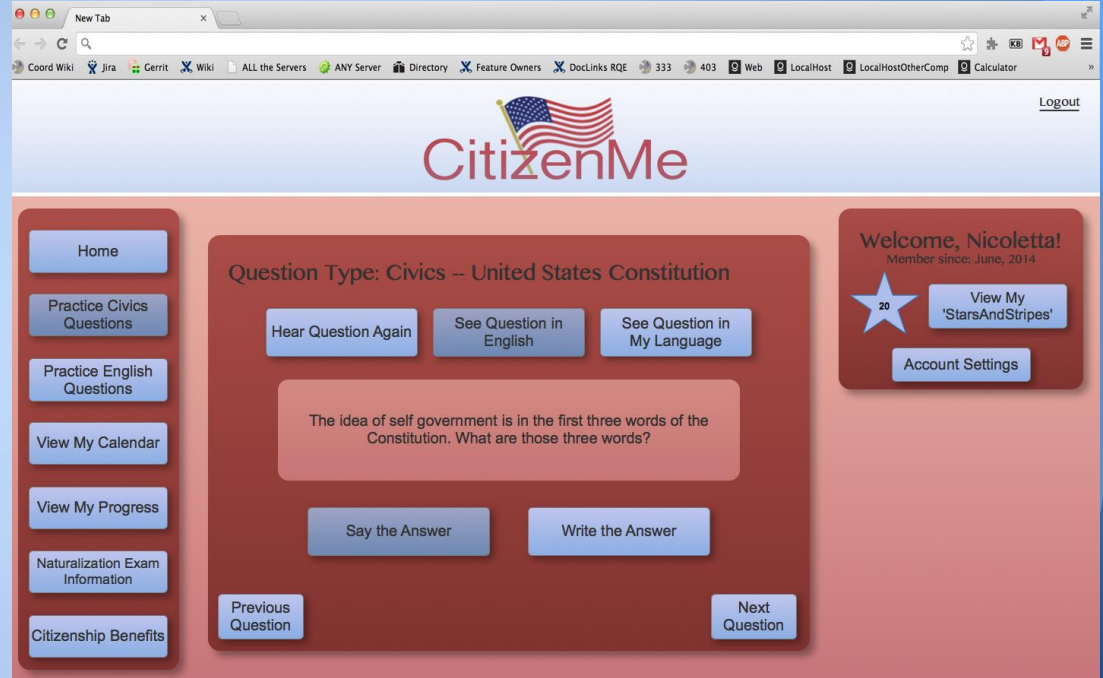 New Tab
KB
9
ABP
Coord Wiki
Jira
Gerrit
Wiki
ALL the Servers
ANY Server
Directory
Feature Owners
DocLinks RQE
333
403
Web
LocalHost
LocalHostOtherComp
Calculator
»
Logout
CitizenMe
Home
Practice Civics
Questions
Practice English
Questions
View My Calendar
View My Progress
Naturalization Exam
Information
Citizenship Benefits
Question Type: Civics -- United States Constitution
Hear Question Again
See Question in
English
See Question in
My Language
The idea of self government is in the first three words of the
Constitution. What are those three words?
Say the Answer
Write the Answer
Previous
Question
Next
Question
Welcome, Nicoletta!
Member since: June, 2014
20
View My
'StarsAndStripes'
Account Settings